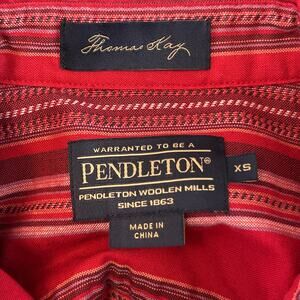 Thomas Kay
WARRANTED TO BE A
PENDLETON®
PENDLETON WOOLEN MILLS
SINCE 1863
XS
MADE IN
CHINA